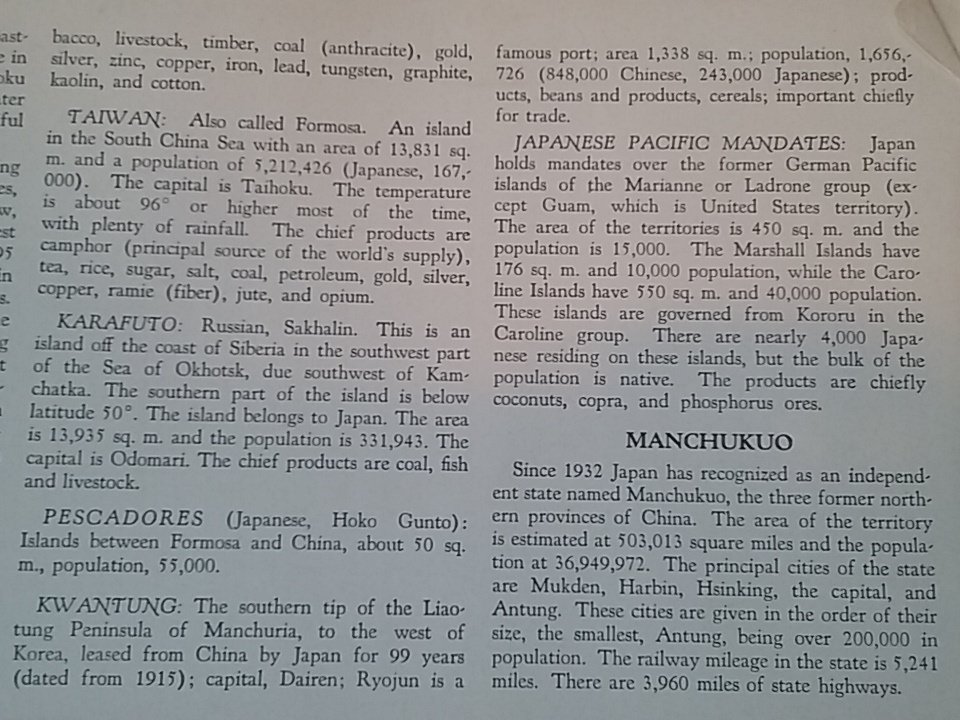 bacco, livestock, timber, coal (anthracite), gold,
silver, zinc, copper, iron, lead, tungsten, graphite,
kaolin, and cotton.
TAIWAN: Also called Formosa. An island
in the South China Sea with an area of 13,831 sq.
m. and a population of 5,212,426 (Japanese, 167,-
000). The capital is Taihoku. The temperature
is about 96° or higher most of the time,
with plenty of rainfall. The chief products are
camphor (principal source of the world's supply),
tea, rice, sugar, salt, coal, petroleum, gold, silver,
copper, ramie (fiber), jute, and opium.
KARAFUTO: Russian, Sakhalin. This is an
island off the coast of Siberia in the southwest part
of the Sea of Okhotsk, due southwest of Kam-
chatka. The southern part of the island is below
latitude 50°. The island belongs to Japan. The area
is 13,935 sq. m. and the population is 331,943. The
capital is Odomari. The chief products are coal, fish
and livestock.
PESCADORES (Japanese, Hoko Gunto):
Islands between Formosa and China, about 50 sq.
m., population, 55,000.
KWANTUNG: The southern tip of the Liao-
tung Peninsula of Manchuria, to the west of
Korea, leased from China by Japan for 99 years
(dated from 1915); capital, Dairen; Ryojun is a
famous port; area 1,338 sq. m.; population, 1,656,-
726 (848,000 Chinese, 243,000 Japanese); prod-
ucts, beans and products, cereals; important chiefly
for trade.
JAPANESE PACIFIC MANDATES: Japan
holds mandates over the former German Pacific
islands of the Marianne or Ladrone group (ex-
cept Guam, which is United States territory).
The area of the territories is 450 sq. m. and the
population is 15,000. The Marshall Islands have
176 sq. m. and 10,000 population, while the Caro-
line Islands have 550 sq. m. and 40,000 population.
These islands are governed from Kororu in the
Caroline group. There are nearly 4,000 Japa-
nese residing on these islands, but the bulk of the
population is native. The products are chiefly
coconuts, copra, and phosphorus ores.
MANCHUKUO
Since 1932 Japan has recognized as an independ-
ent state named Manchukuo, the three former north-
ern provinces of China. The area of the territory
is estimated at 503,013 square miles and the popula-
tion at 36,949,972. The principal cities of the state
are Mukden, Harbin, Hsinking, the capital, and
Antung. These cities are given in the order of their
size, the smallest, Antung, being over 200,000 in
population. The railway mileage in the state is 5,241
miles. There are 3,960 miles of state highways.